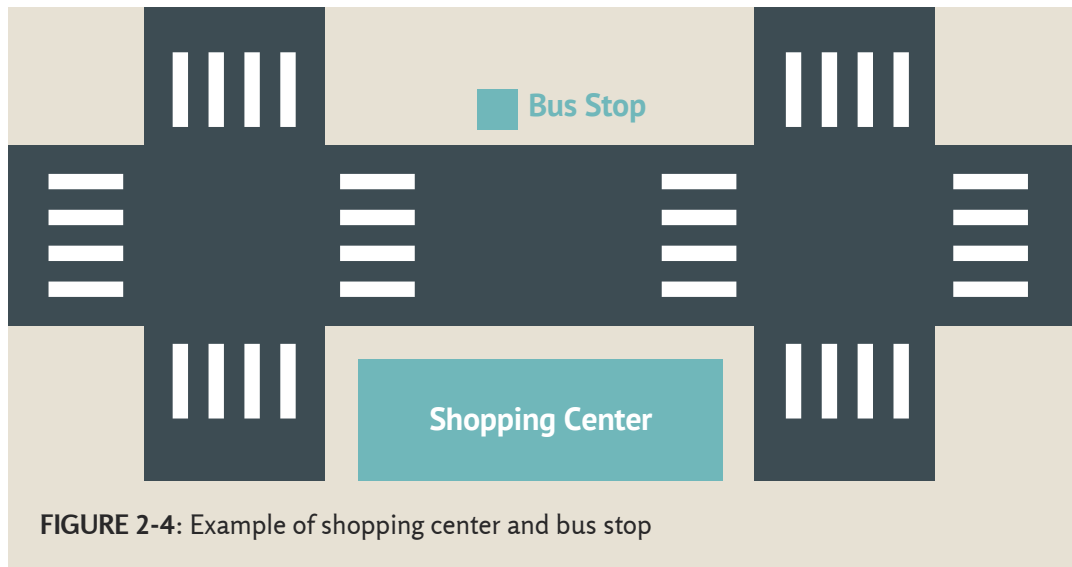 Bus Stop
Shopping Center
FIGURE 2-4: Example of shopping center and bus stop